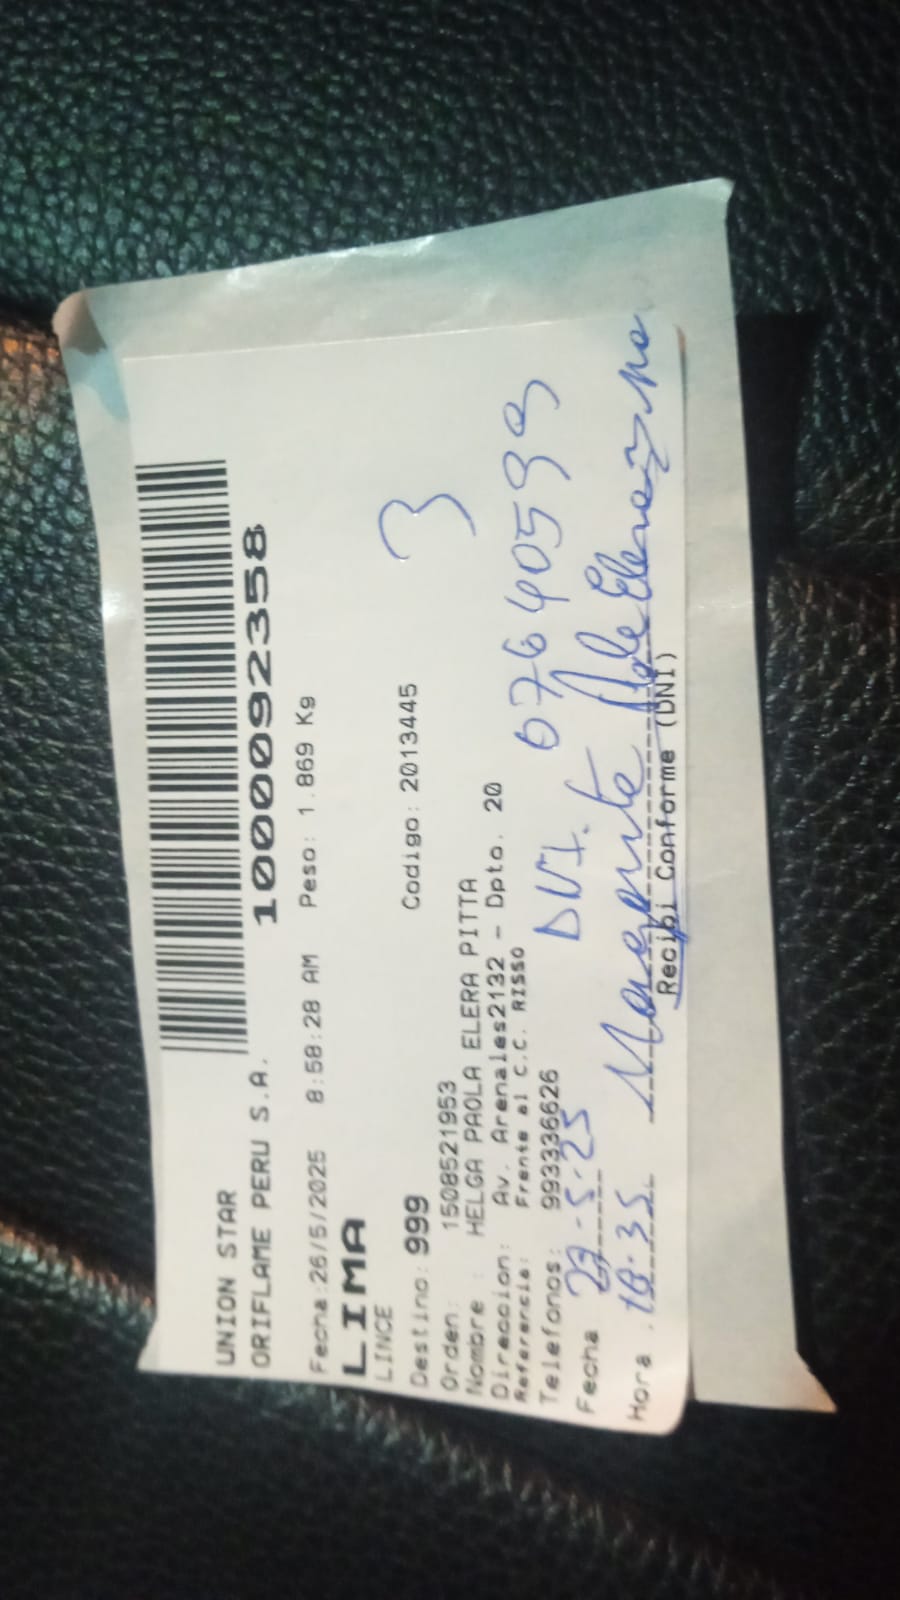 UNION STAR
ORIFLAME PERU S.A.
1000092358
Fecha:26/5/2025 8:58:28 AM Peso: 1.869 Kg
LIMA
LINCE
3
Destino: 999 Codigo: 2013445
Orden: 1508521953
Nombre : HELGA PAOLA ELERA PITTA
Direccion: Av. Arenales2132 - Dpto. 20
Referencia: Frente al C.C. RISSO
Telefonos: 993336626
DNI. 07640599
Fecha 27-5-25
Hora : 18.35
Recibi Conforme (DNI)